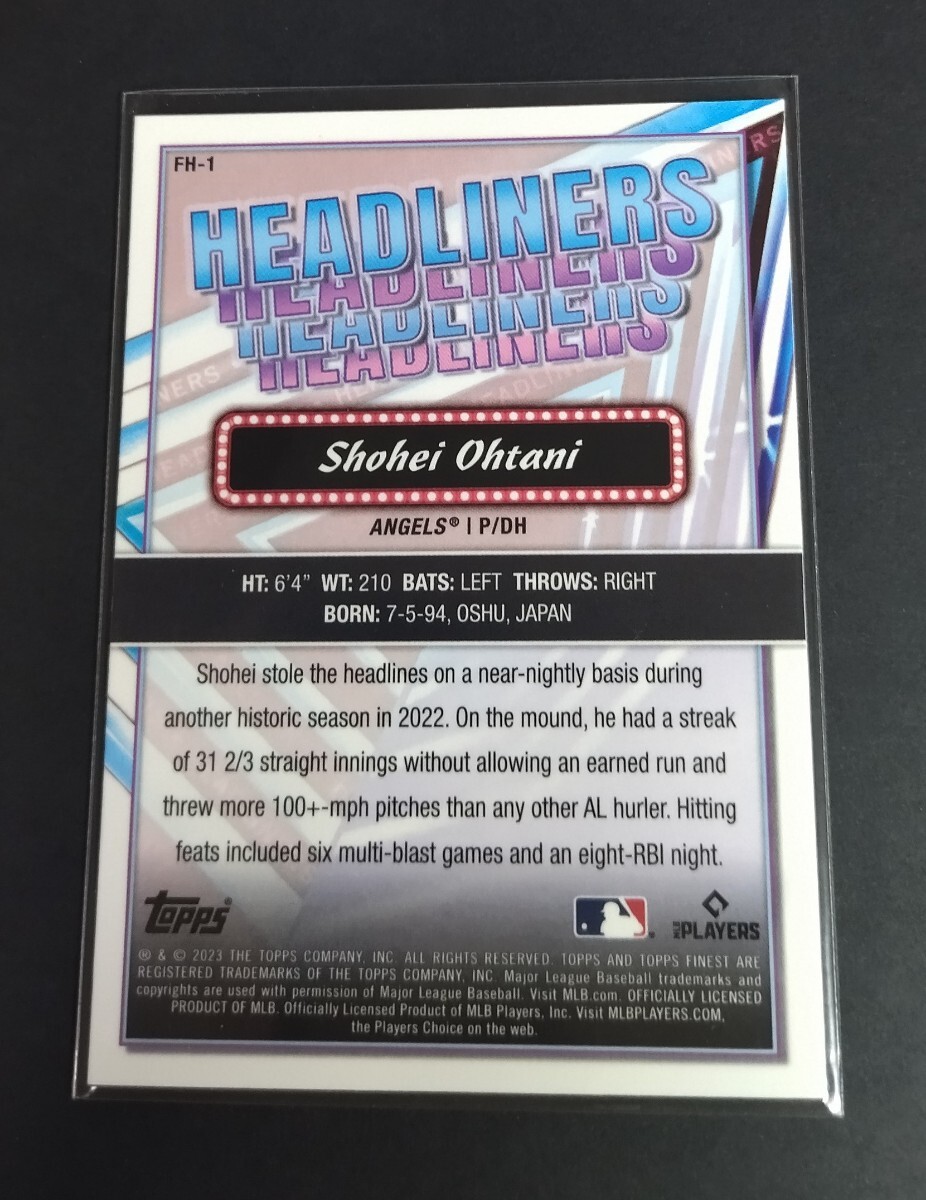 FH-1
HEADLINERS
HEADLINERS
HEADLINERS
HEADLINERS
Shohei Ohtani
ANGELS® | P/DH
HT: 6'4" WT: 210 BATS: LEFT THROWS: RIGHT
BORN: 7-5-94, OSHU, JAPAN
Shohei stole the headlines on a near-nightly basis during
another historic season in 2022. On the mound, he had a streak
of 31 2/3 straight innings without allowing an earned run and
threw more 100+-mph pitches than any other AL hurler. Hitting
feats included six multi-blast games and an eight-RBI night.
topps®
MLB PLAYERS
® & © 2023 THE TOPPS COMPANY, INC. ALL RIGHTS RESERVED. TOPPS AND TOPPS FINEST ARE
REGISTERED TRADEMARKS OF THE TOPPS COMPANY, INC. Major League Baseball trademarks and
copyrights are used with permission of Major League Baseball. Visit MLB.com. OFFICIALLY LICENSED
PRODUCT OF MLB. Officially Licensed Product of MLB Players, Inc. Visit MLBPLAYERS.COM,
the Players Choice on the web.